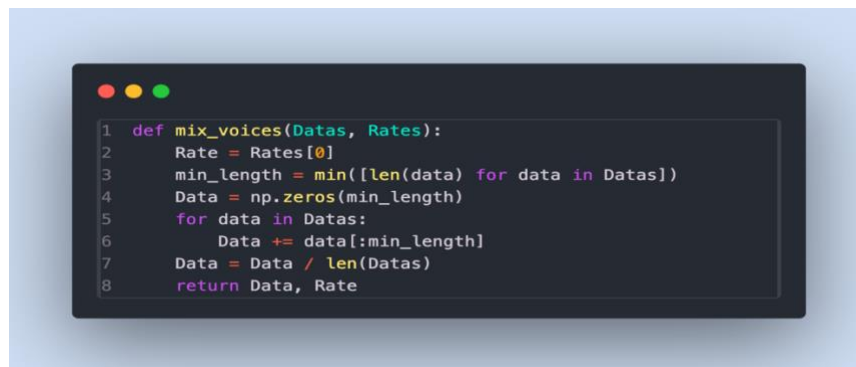 1 def mix_voices(Datas, Rates):
2 Rate = Rates[0]
3 min_length = min([len(data) for data in Datas])
4 Data = np.zeros(min_length)
5 for data in Datas:
6 Data += data[:min_length]
7 Data = Data / len(Datas)
8 return Data, Rate